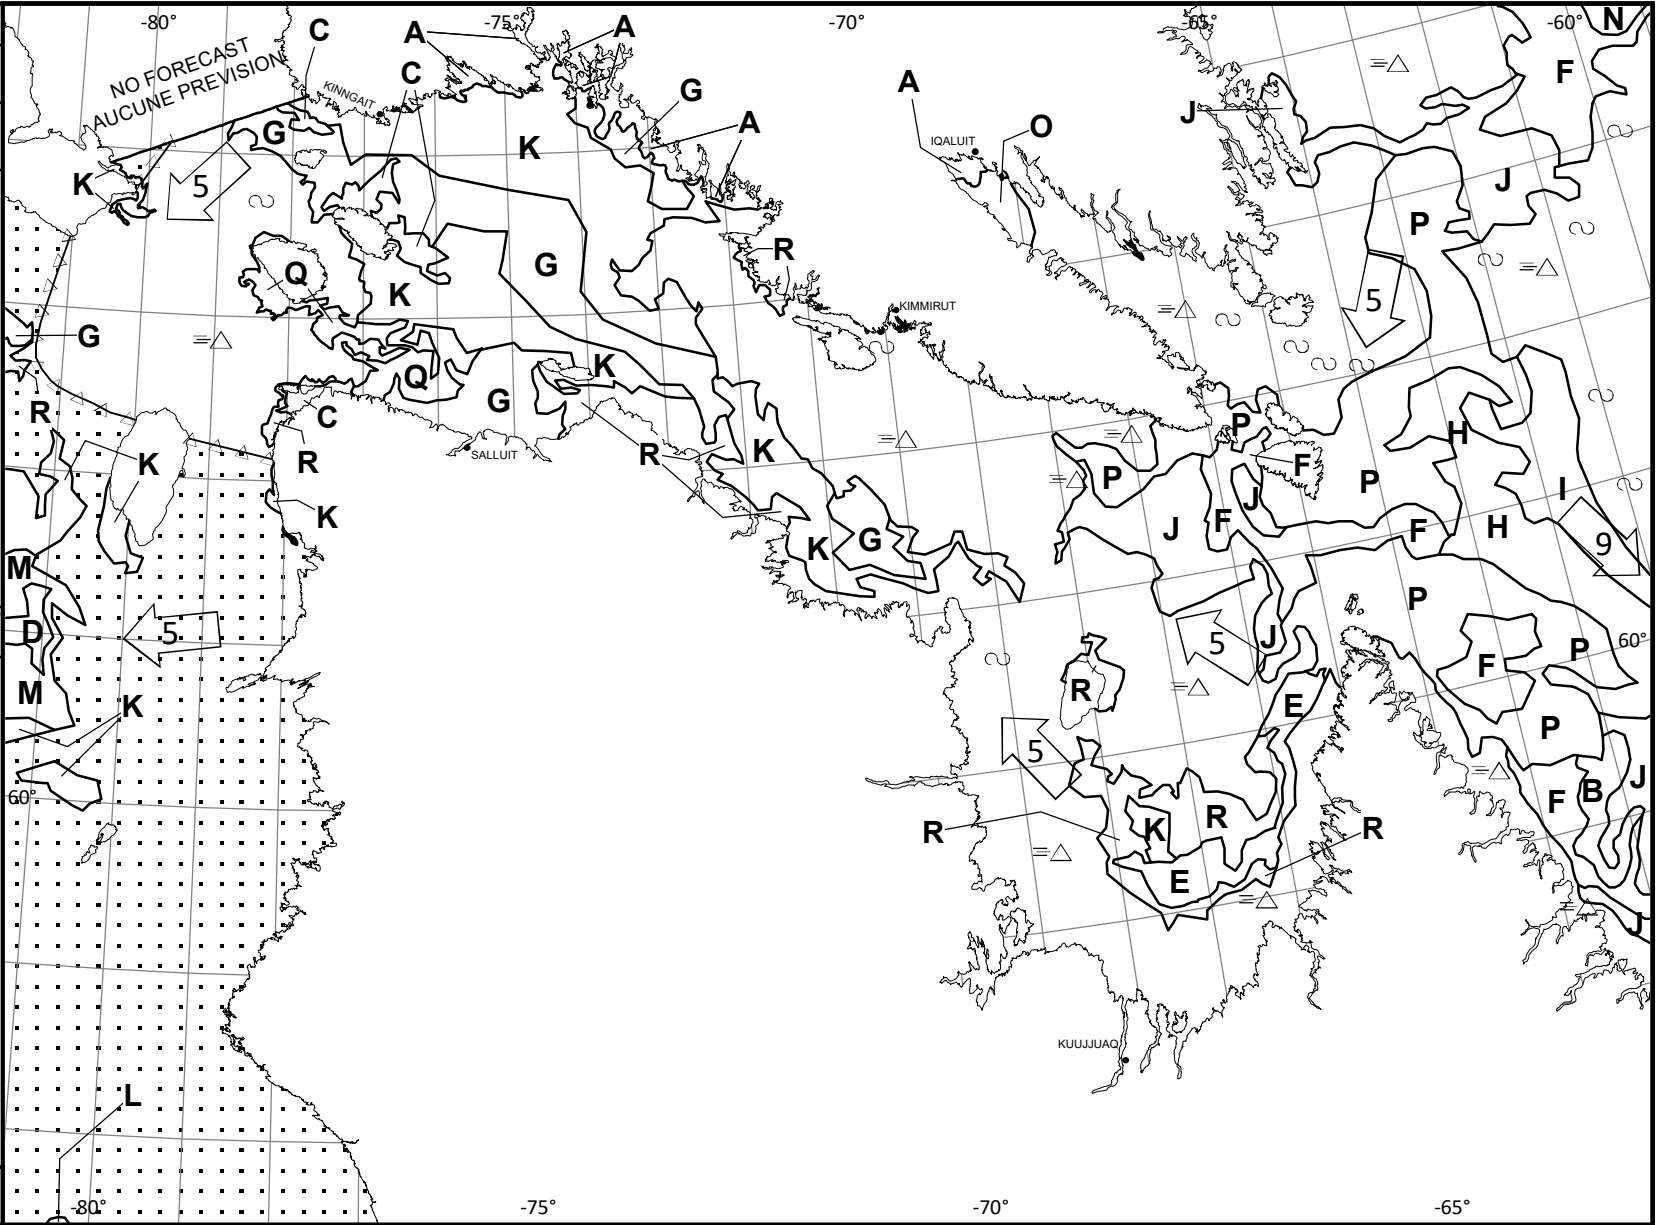 -80°
-75°
-70°
-65°
-60°
N
C
A
A
F
NO FORECAST
AUCUNE PREVISION
C
KINNGAIT
G
A
J
G
K
A
O
IQALUIT
K
5
J
P
R
Q
G
K
5
KIMMIRUT
G
K
Q
G
R
C
P
H
K
R
R
K
SALLUIT
P
F
P
J
I
K
J
F
F
H
9
K
G
M
P
D
5
5
J
60°
P
F
M
R
K
E
P
5
J
60°
B
F
R
K
R
R
E
J
KUUJJUAQ
L
-80°
-75°
-70°
-65°